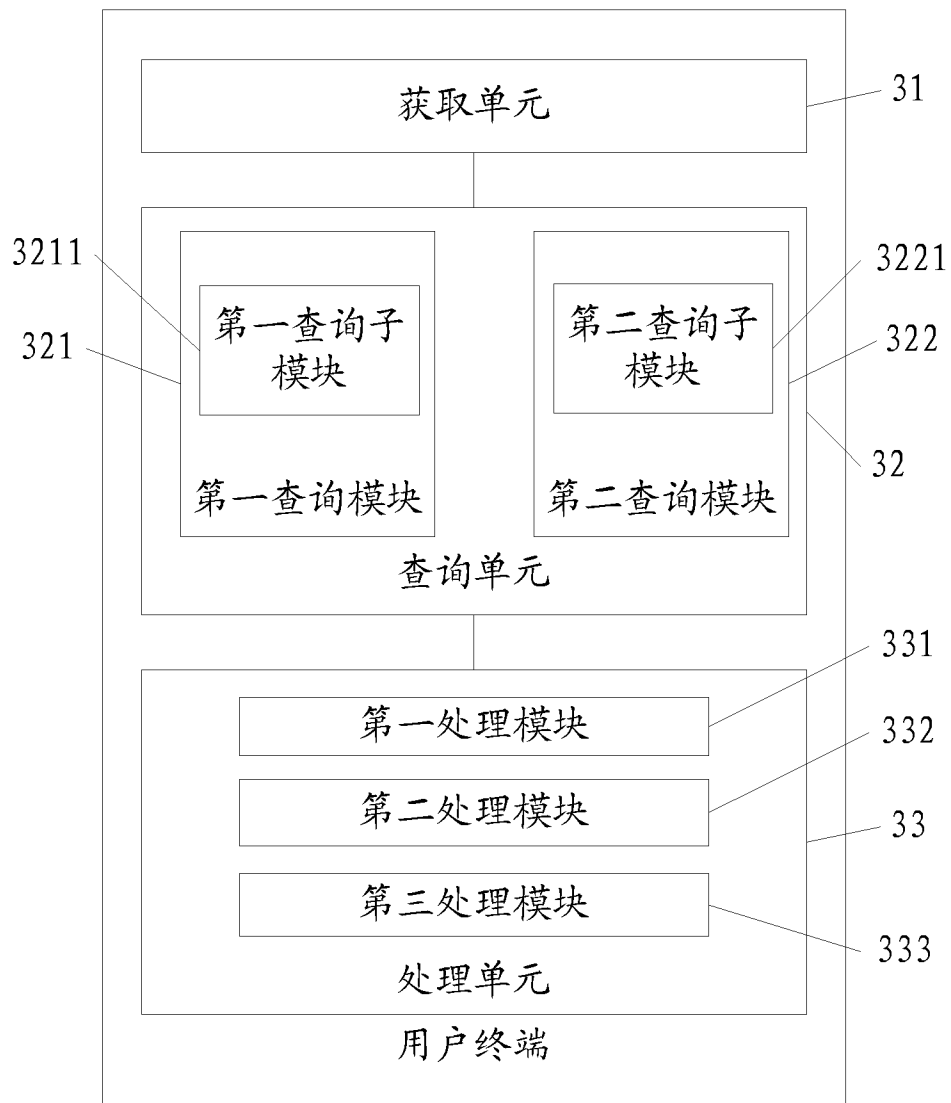 获取单元
31
3211
3221
第一查询子
模块
第二查询子
模块
321
322
32
第一查询模块
第二查询模块
查询单元
331
第一处理模块
332
第二处理模块
33
第三处理模块
333
处理单元
用户终端